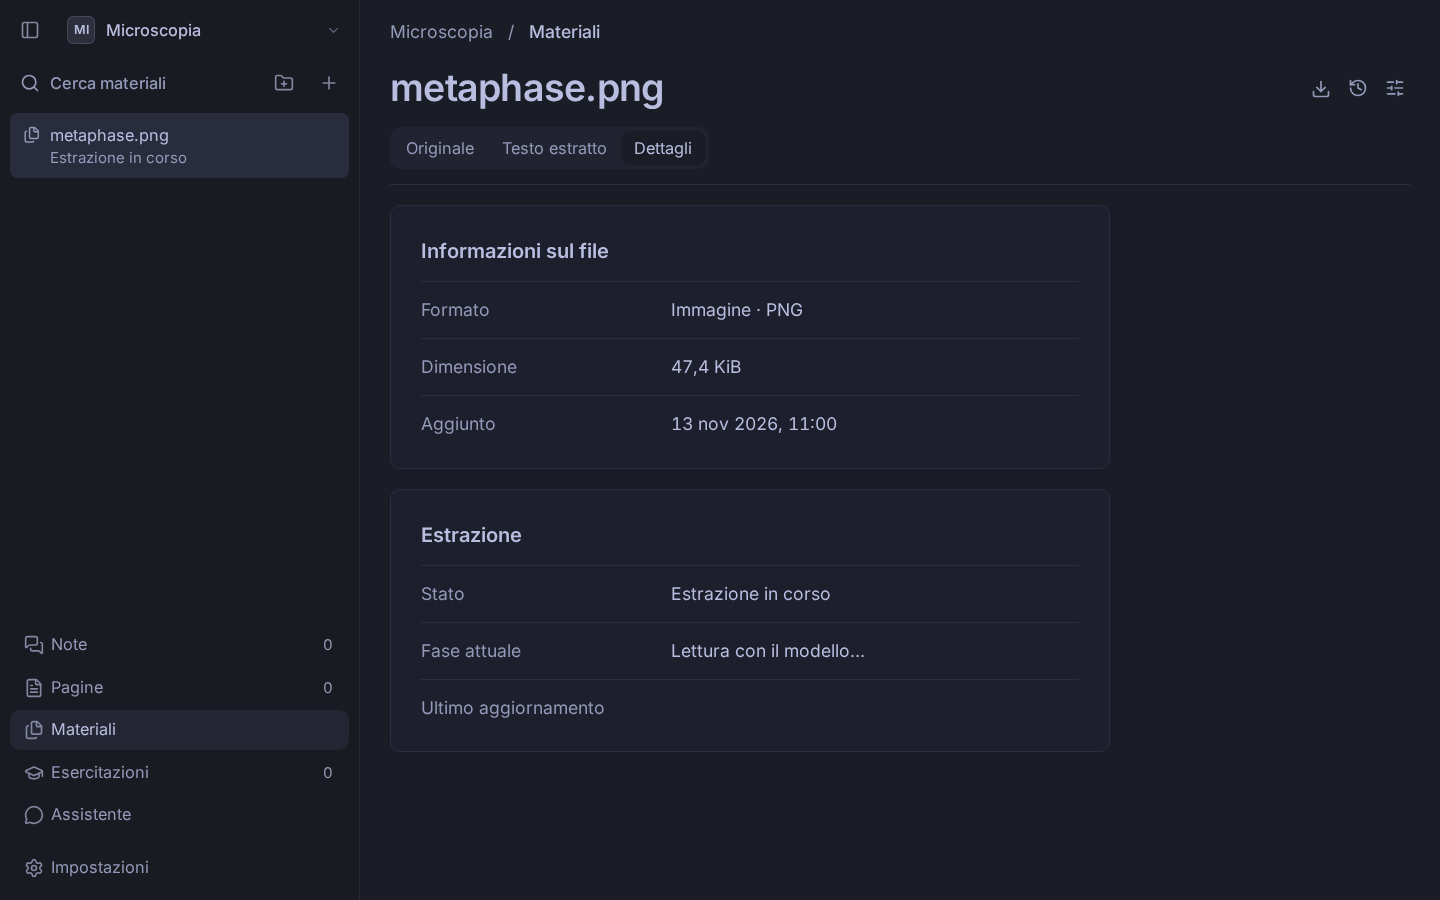 MI Microscopia
Cerca materiali
metaphase.png
Estrazione in corso
Note 0
Pagine 0
Materiali
Esercitazioni 0
Assistente
Impostazioni
Microscopia / Materiali
metaphase.png
Originale Testo estratto Dettagli
Informazioni sul file
Formato Immagine · PNG
Dimensione 47,4 KiB
Aggiunto 13 nov 2026, 11:00
Estrazione
Stato Estrazione in corso
Fase attuale Lettura con il modello...
Ultimo aggiornamento